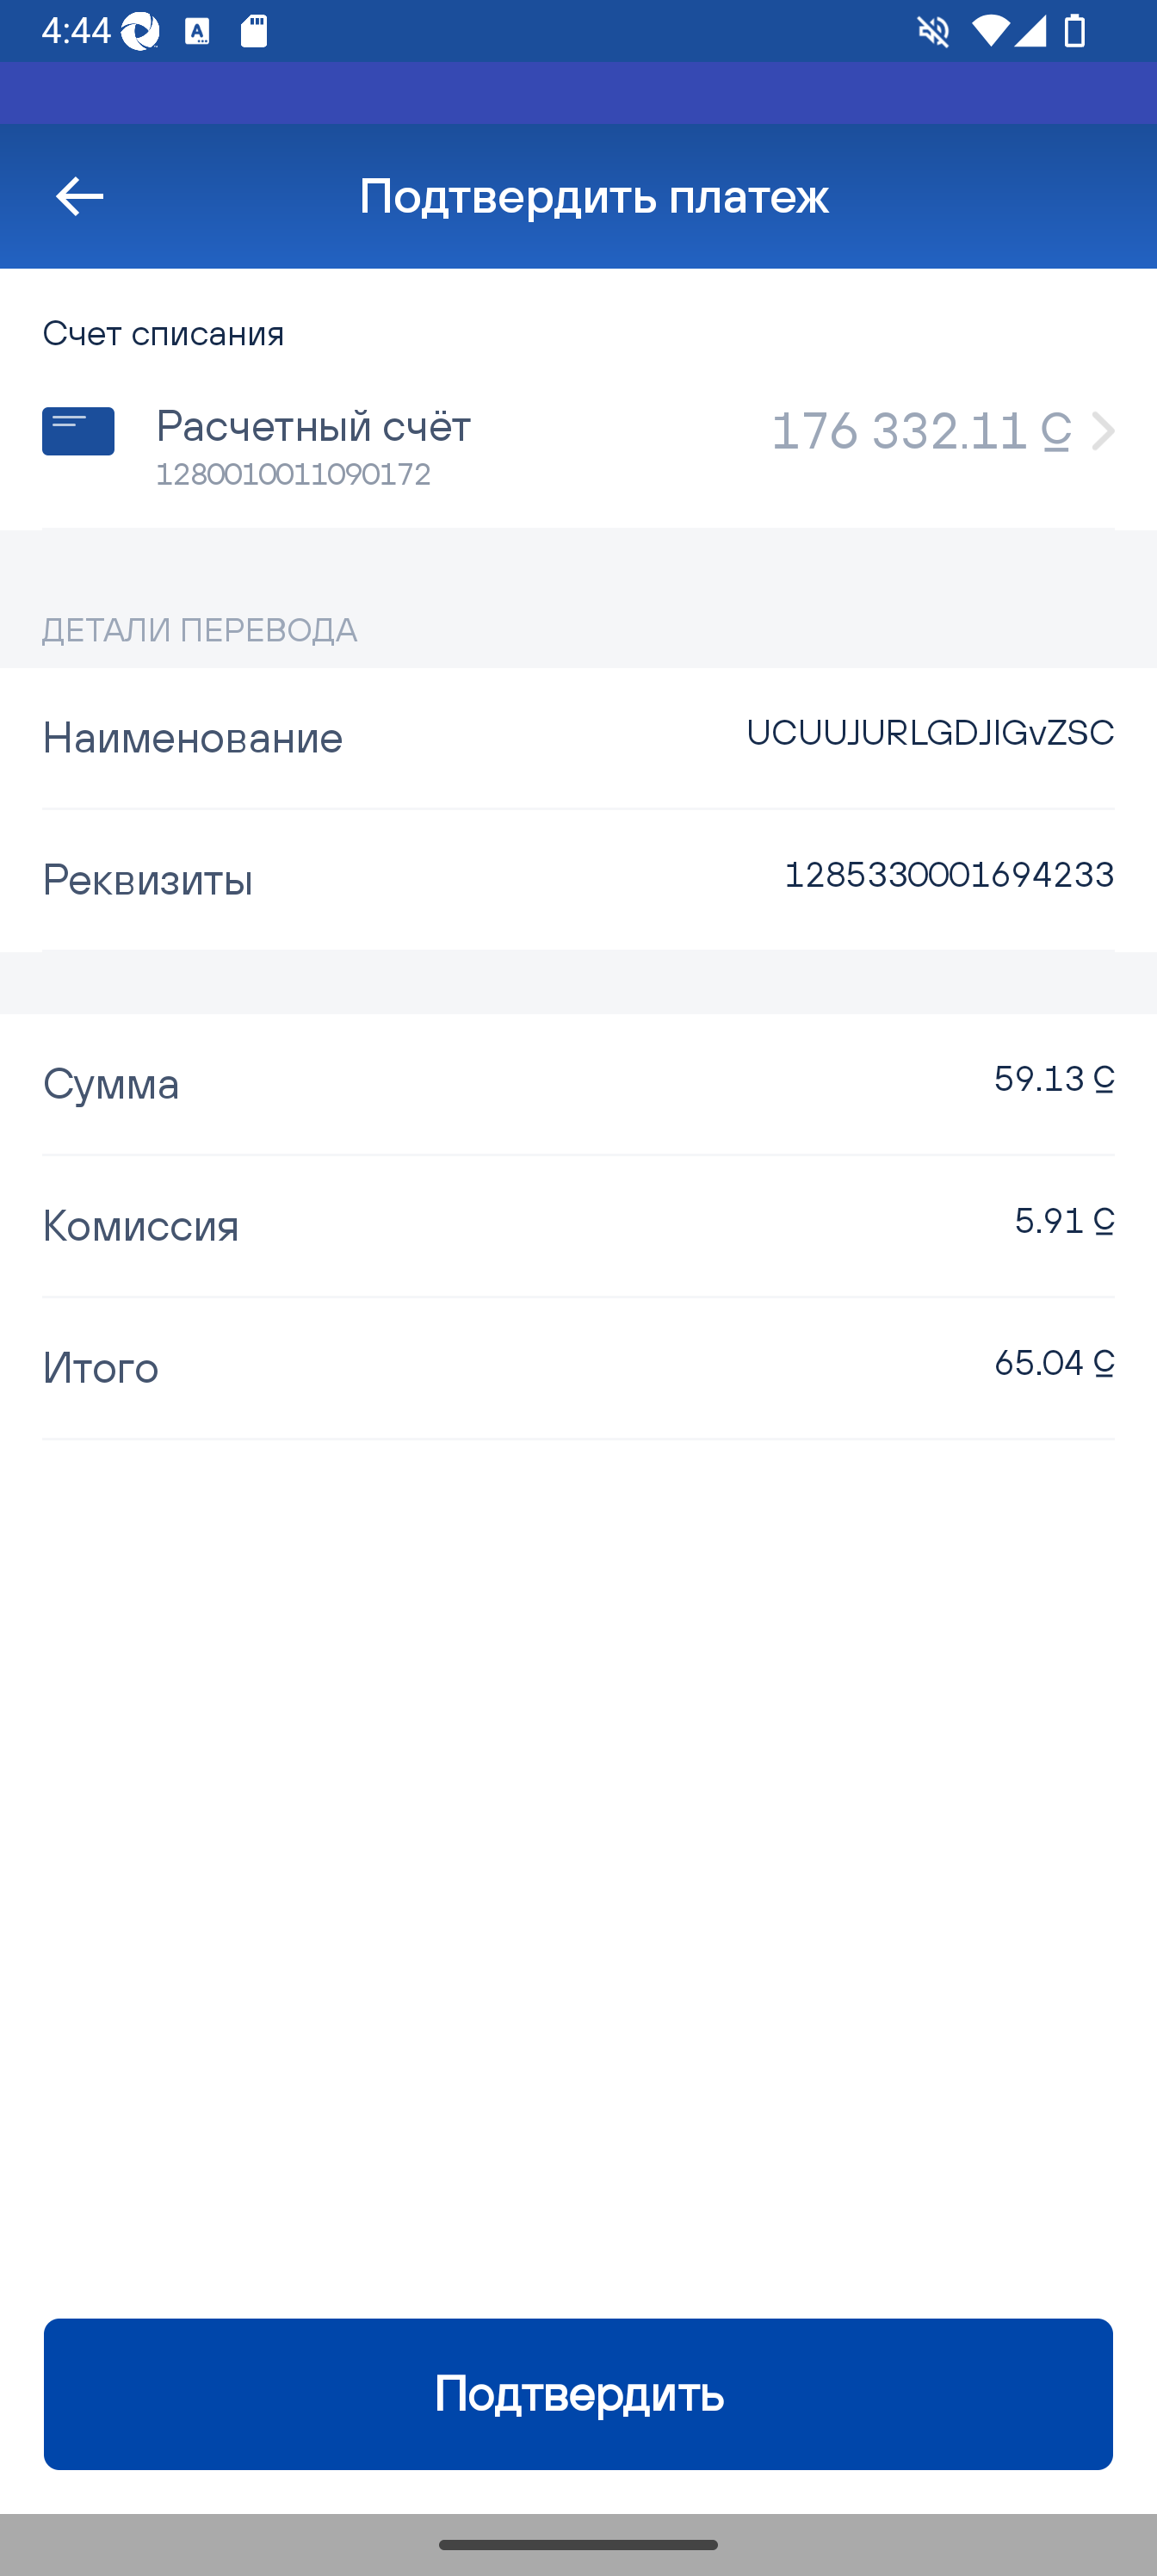 4:44
Подтвердить платеж
Счет списания
Расчетный счёт
176 332.11 С
1280010011090172
ДЕТАЛИ ПЕРЕВОДА
Наименование
UCUUJURLGDJIGvZSC
Реквизиты
1285330001694233
Сумма
59.13 С
Комиссия
5.91 С
Итого
65.04 С
Подтвердить